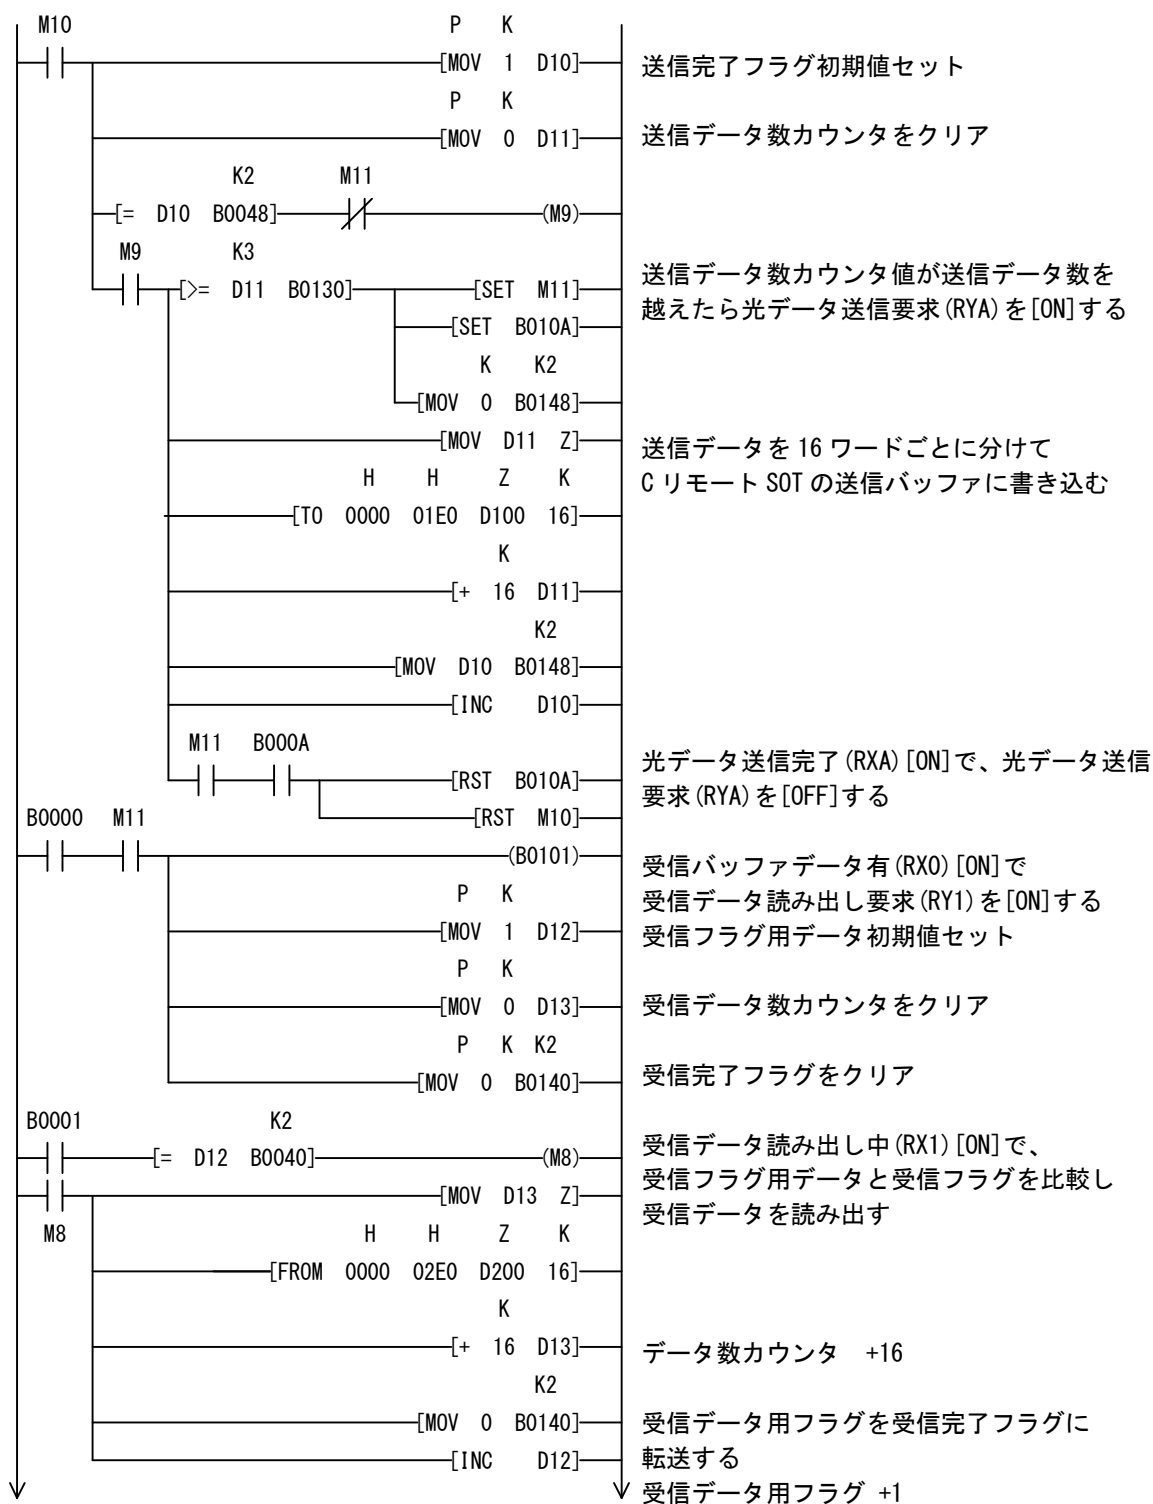 M10 P K
[MOV 1 D10] 送信完了フラグ初期値セット
P K
[MOV 0 D11] 送信データ数カウンタをクリア
K2 M11
[= D10 B0048] (M9)
M9 K3
[>= D11 B0130] [SET M11] 送信データ数カウンタ値が送信データ数を
[SET B010A] 越えたら光データ送信要求(RYA)を[ON]する
K K2
[MOV 0 B0148]
[MOV D11 Z] 送信データを16ワードごとに分けて
H H Z K Cリモート SOT の送信バッファに書き込む
[TO 0000 01E0 D100 16]
K
[+ 16 D11]
K2
[MOV D10 B0148]
[INC D10]
M11 B000A
[RST B010A] 光データ送信完了(RXA)[ON]で、光データ送信
[RST M10] 要求(RYA)を[OFF]する
B0000 M11
(B0101) 受信バッファデータ有(RX0)[ON]で
P K 受信データ読み出し要求(RY1)を[ON]する
[MOV 1 D12] 受信フラグ用データ初期値セット
P K
[MOV 0 D13] 受信データ数カウンタをクリア
P K K2
[MOV 0 B0140] 受信完了フラグをクリア
B0001 K2
[= D12 B0040] (M8) 受信データ読み出し中(RX1)[ON]で、
[MOV D13 Z] 受信フラグ用データと受信フラグを比較し
M8 H H Z K 受信データを読み出す
[FROM 0000 02E0 D200 16]
K
[+ 16 D13] データ数カウンタ +16
K2
[MOV 0 B0140] 受信データ用フラグを受信完了フラグに
[INC D12] 転送する
受信データ用フラグ +1